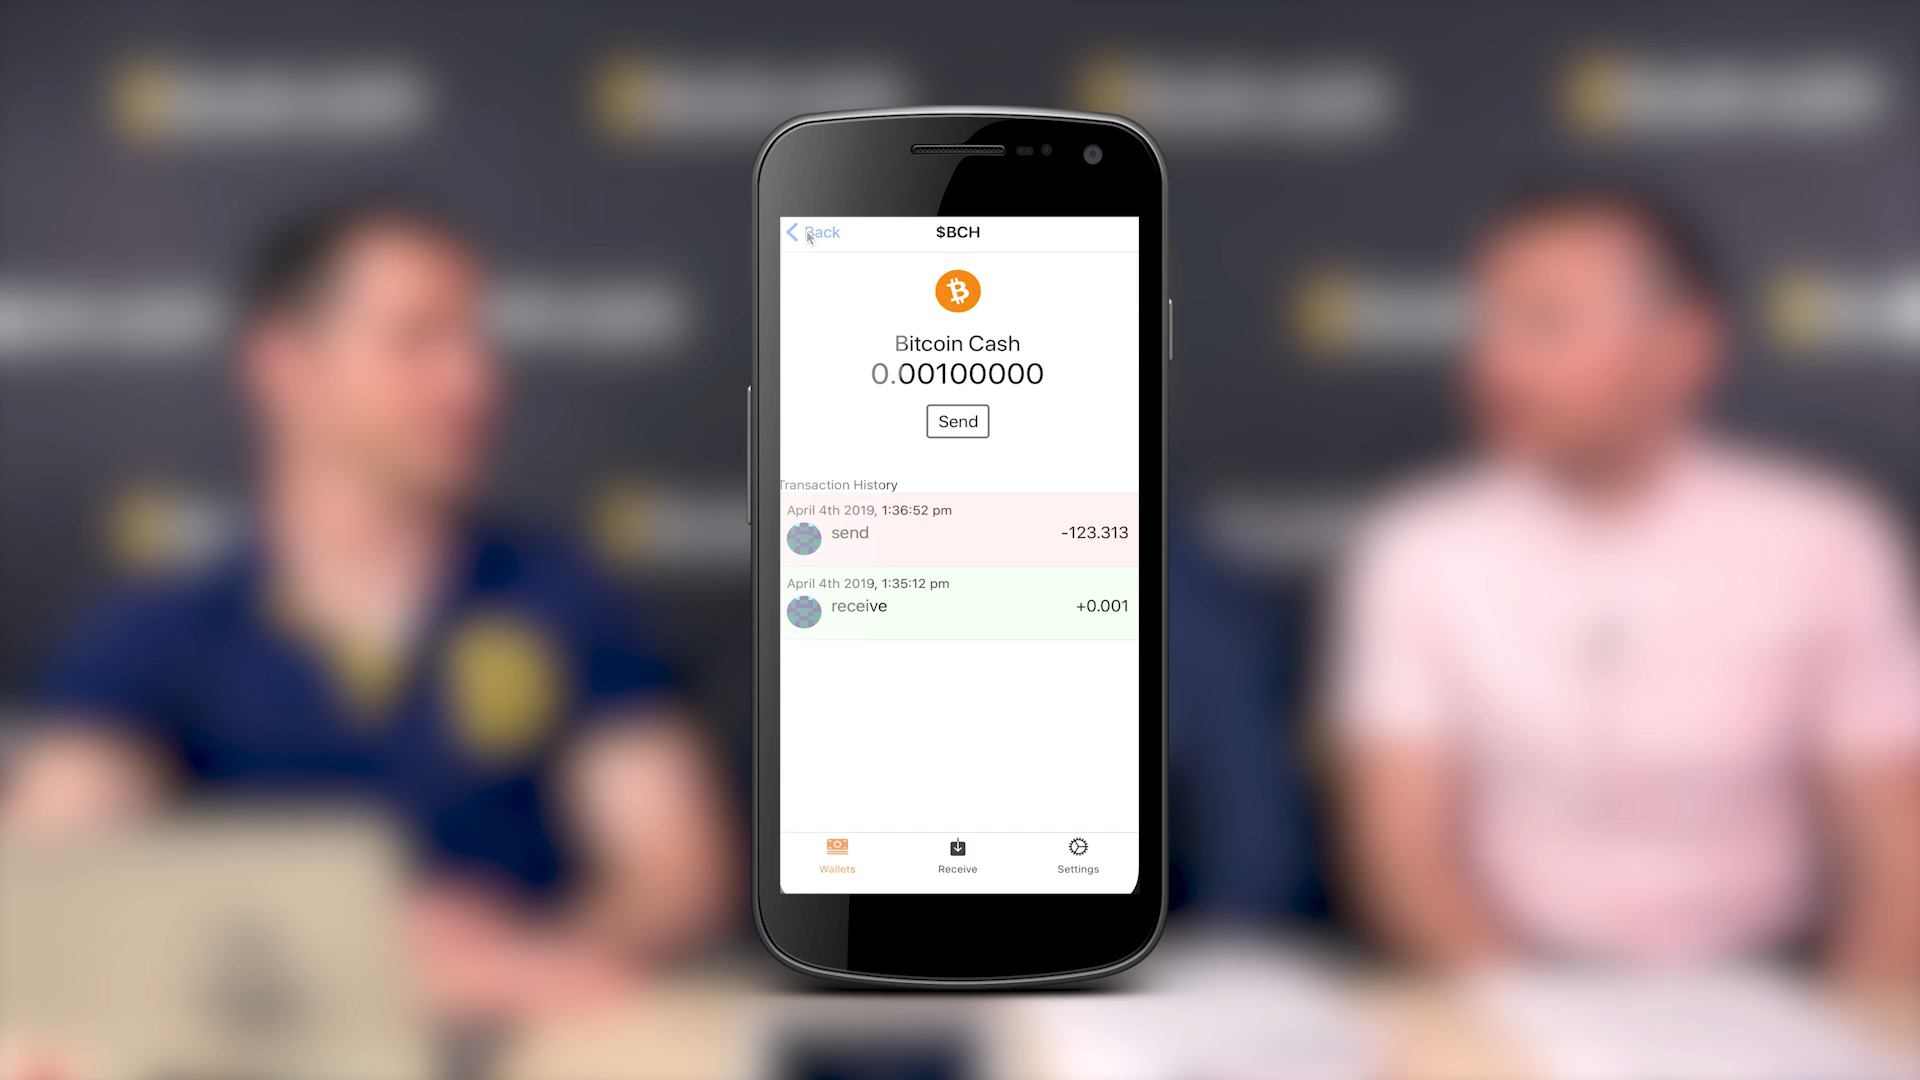 Back
$BCH
Bitcoin Cash
0.00100000
Send
Transaction History
April 4th 2019, 1:36:52 pm
send
-123.313
April 4th 2019, 1:35:12 pm
receive
+0.001
Wallets
Receive
Settings